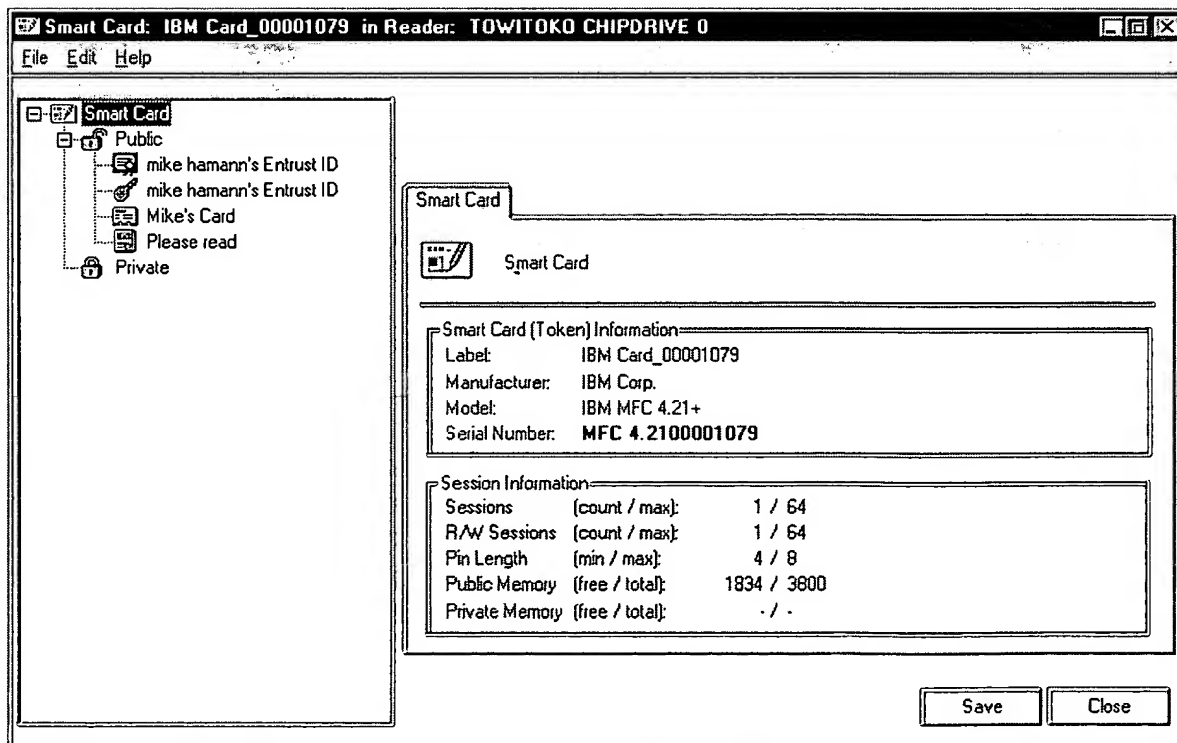 Smart Card: IBM Card_00001079 in Reader: TOWITOKO CHIPDRIVE 0
File Edit Help
Smart Card
Public
mike hamann's Entrust ID
mike hamann's Entrust ID
Mike's Card
Please read
Private
Smart Card
Smart Card
Smart Card (Token) Information
Label: IBM Card_00001079
Manufacturer: IBM Corp.
Model: IBM MFC 4.21+
Serial Number: MFC 4.2100001079
Session Information
Sessions (count / max): 1 / 64
R/W Sessions (count / max): 1 / 64
Pin Length (min / max): 4 / 8
Public Memory (free / total): 1834 / 3800
Private Memory (free / total): - / -
Save Close